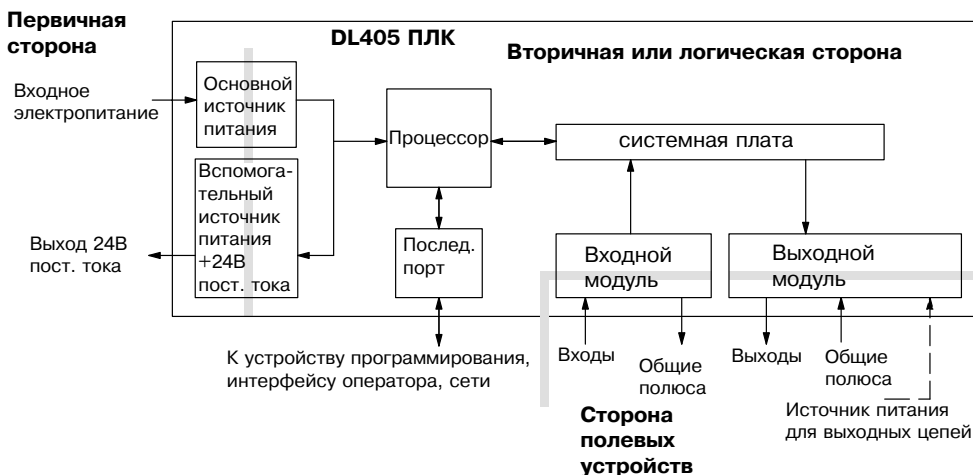 Первичная
сторона
DL405 ПЛК
Вторичная или логическая сторона
Входное
электропитание
Основной
источник
питания
Процессор
системная плата
Вспомога-
тельный
источник
питания
+24В
пост. тока
Выход 24В
пост. тока
Послед.
порт
Входной
модуль
Выходной
модуль
К устройству программирования,
интерфейсу оператора, сети
Входы
Общие
полюса
Выходы
Общие
полюса
Источник питания
для выходных цепей
Сторона
полевых
устройств